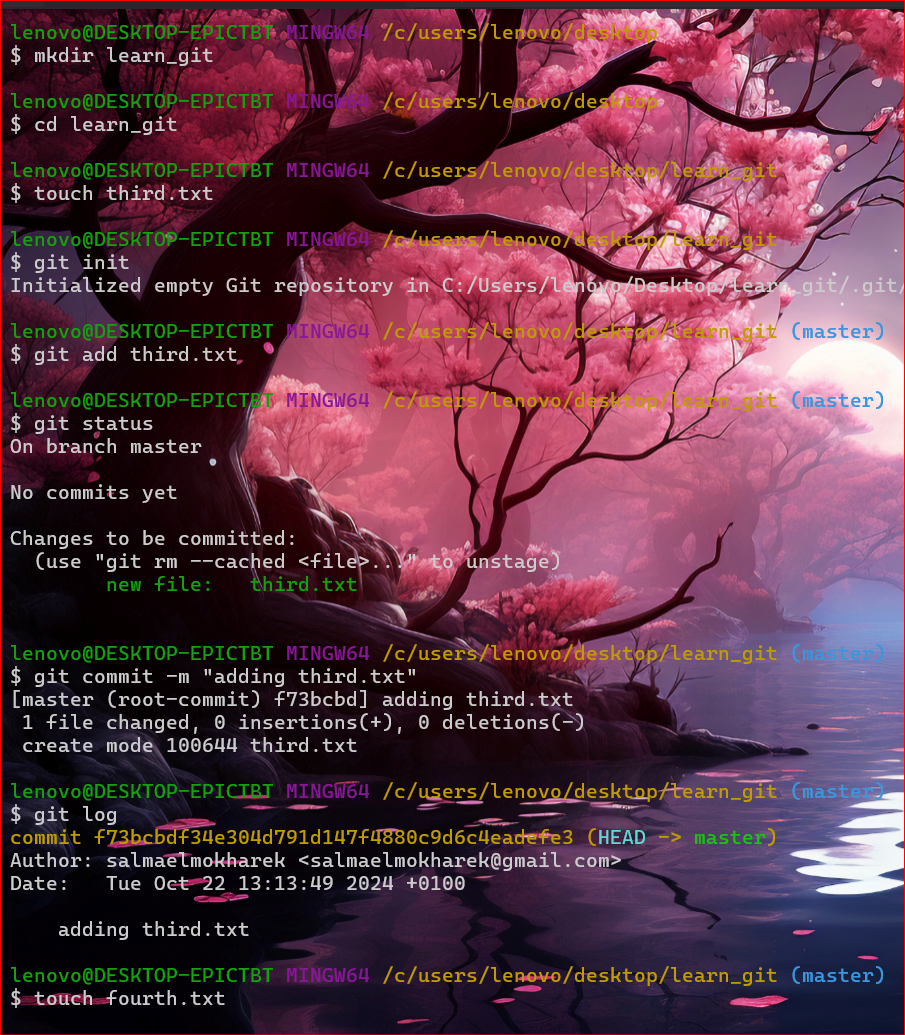 lenovo@DESKTOP-EPICTBT MINGW64 /c/users/lenovo/desktop
$ mkdir learn_git
lenovo@DESKTOP-EPICTBT MINGW64 /c/users/lenovo/desktop
$ cd learn_git
lenovo@DESKTOP-EPICTBT MINGW64 /c/users/lenovo/desktop/learn_git
$ touch third.txt
lenovo@DESKTOP-EPICTBT MINGW64 /c/users/lenovo/desktop/learn_git
$ git init
Initialized empty Git repository in C:/Users/lenovo/Desktop/learn_git/.git/
lenovo@DESKTOP-EPICTBT MINGW64 /c/users/lenovo/desktop/learn_git (master)
$ git add third.txt
lenovo@DESKTOP-EPICTBT MINGW64 /c/users/lenovo/desktop/learn_git (master)
$ git status
On branch master
No commits yet
Changes to be committed:
  (use "git rm --cached <file>..." to unstage)
        new file:   third.txt
lenovo@DESKTOP-EPICTBT MINGW64 /c/users/lenovo/desktop/learn_git (master)
$ git commit -m "adding third.txt"
[master (root-commit) f73bcbd] adding third.txt
 1 file changed, 0 insertions(+), 0 deletions(-)
 create mode 100644 third.txt
lenovo@DESKTOP-EPICTBT MINGW64 /c/users/lenovo/desktop/learn_git (master)
$ git log
commit f73bcbdf34e304d791d147f4880c9d6c4eadefe3 (HEAD -> master)
Author: salmaelmokharek <salmaelmokharek@gmail.com>
Date:   Tue Oct 22 13:13:49 2024 +0100
    adding third.txt
lenovo@DESKTOP-EPICTBT MINGW64 /c/users/lenovo/desktop/learn_git (master)
$ touch fourth.txt